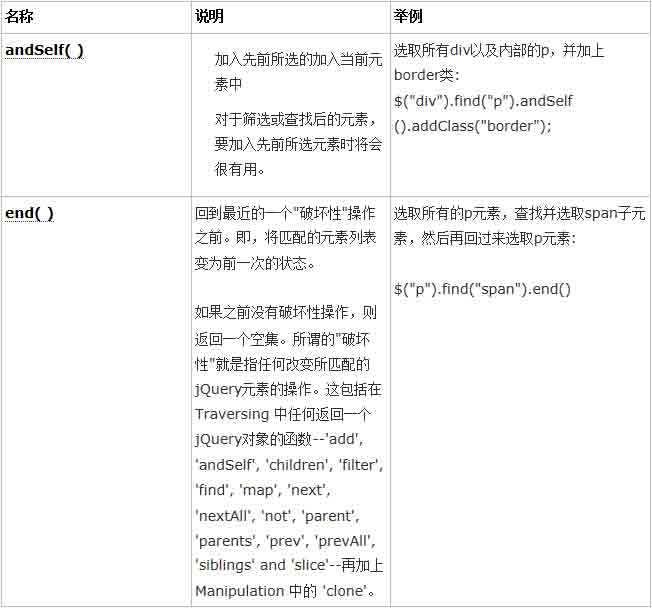 名称 说明 举例
andSelf( )
加入先前所选的加入当前元
素中
对于筛选或查找后的元素，
要加入先前所选元素时将会
很有用。
选取所有div以及内部的p，并加上
border类:
$("div").find("p").andSelf
().addClass("border");
end( )
回到最近的一个"破坏性"操作
之前。即，将匹配的元素列表
变为前一次的状态。
如果之前没有破坏性操作，则
返回一个空集。所谓的"破坏
性"就是指任何改变所匹配的
jQuery元素的操作。这包括在
Traversing 中任何返回一个
jQuery对象的函数--'add',
'andSelf', 'children', 'filter',
'find', 'map', 'next',
'nextAll', 'not', 'parent',
'parents', 'prev', 'prevAll',
'siblings' and 'slice'--再加上
Manipulation 中的 'clone'。
选取所有的p元素，查找并选取span子元
素，然后再回过来选取p元素:
$("p").find("span").end()